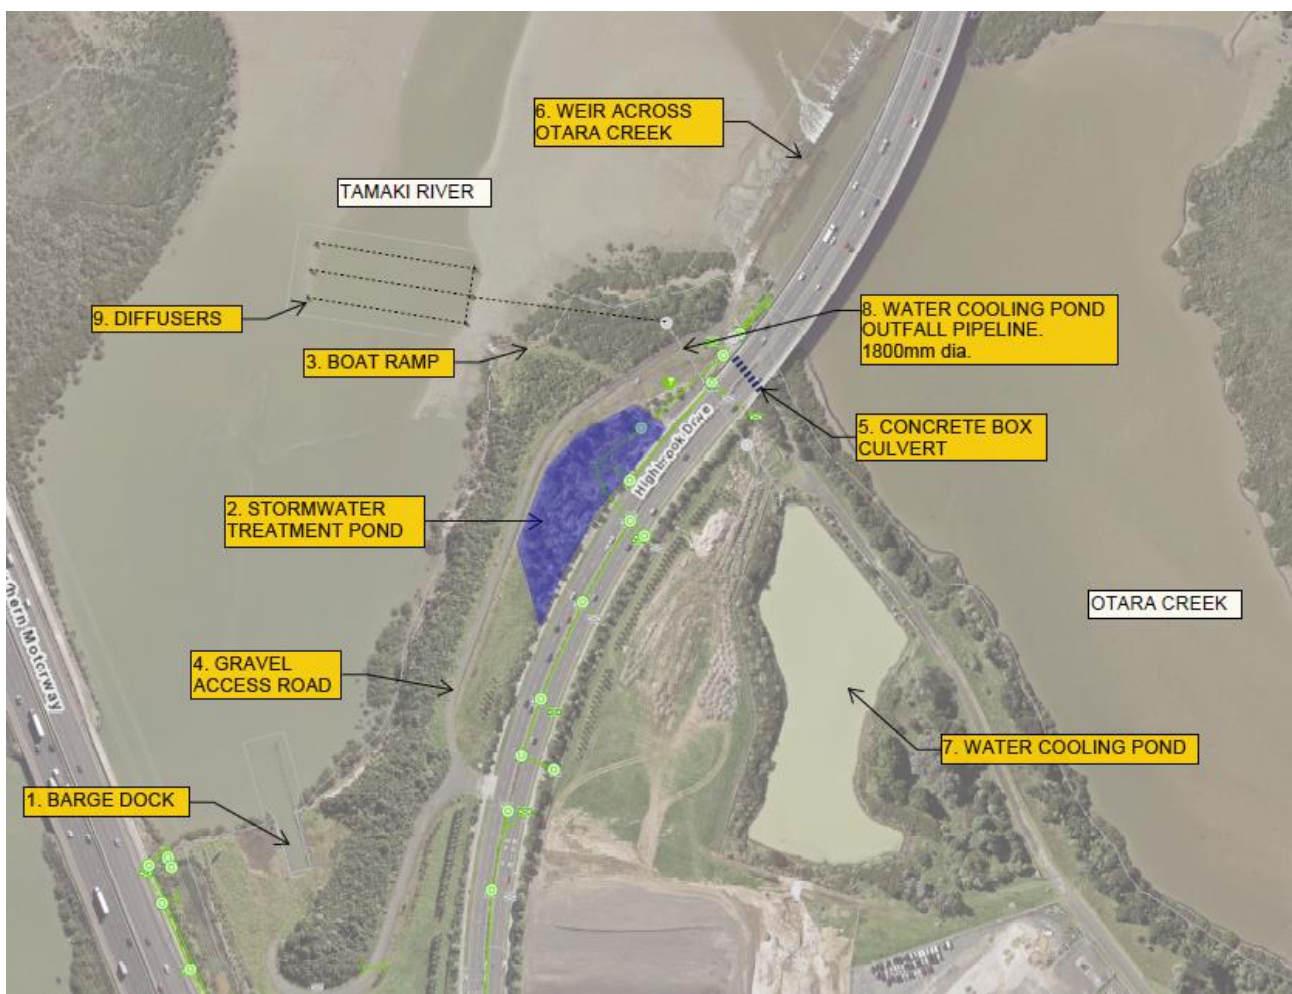 6. WEIR ACROSS
OTARA CREEK
TAMAKI RIVER
9. DIFFUSERS
8. WATER COOLING POND
OUTFALL PIPELINE.
1800mm dia.
3. BOAT RAMP
5. CONCRETE BOX
CULVERT
Highbrook Drive
2. STORMWATER
TREATMENT POND
OTARA CREEK
4. GRAVEL
ACCESS ROAD
hern Motorway
7. WATER COOLING POND
1. BARGE DOCK